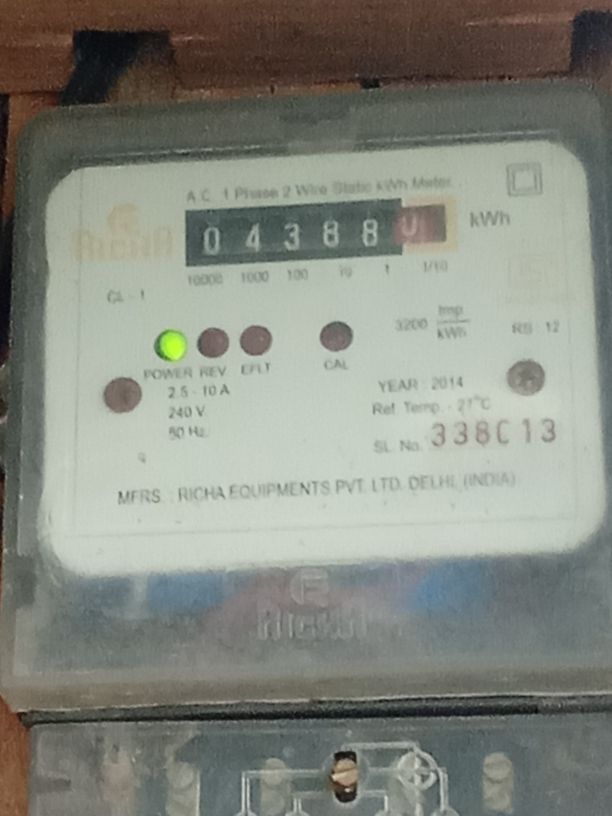 A.C. 1 Phase 2 Wire Static kWh Meter
RICHA
0 4 3 8 8
kWh
10000 1000 100 10 1 1/10
CL - 1
3200 Imp
kWh
RS 12
POWER REV. EFLT CAL
2.5 - 10 A
240 V
50 Hz.
YEAR : 2014
Ref. Temp. - 27°C
SL. No.
MFRS. : RICHA EQUIPMENTS PVT. LTD. DELHI, (INDIA)
RICHA